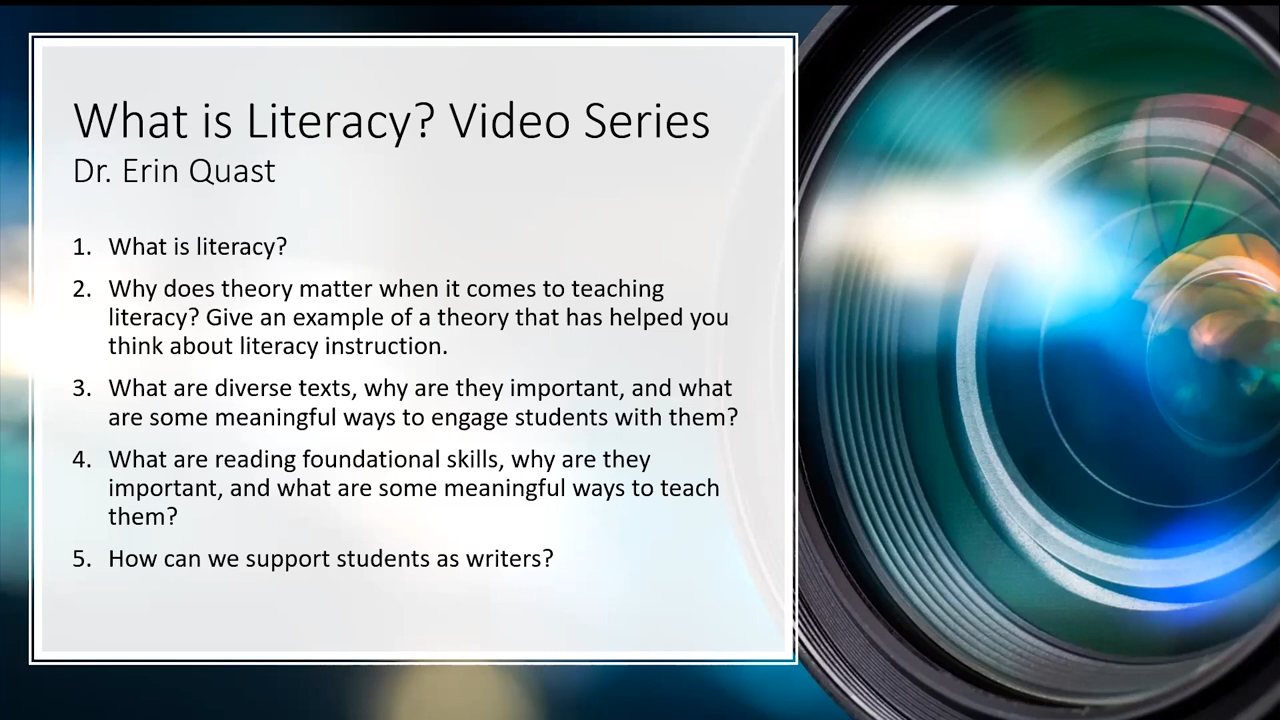 What is Literacy? Video Series
Dr. Erin Quast
1. What is literacy?
2. Why does theory matter when it comes to teaching
literacy? Give an example of a theory that has helped you
think about literacy instruction.
3. What are diverse texts, why are they important, and what
are some meaningful ways to engage students with them?
4. What are reading foundational skills, why are they
important, and what are some meaningful ways to teach
them?
5. How can we support students as writers?